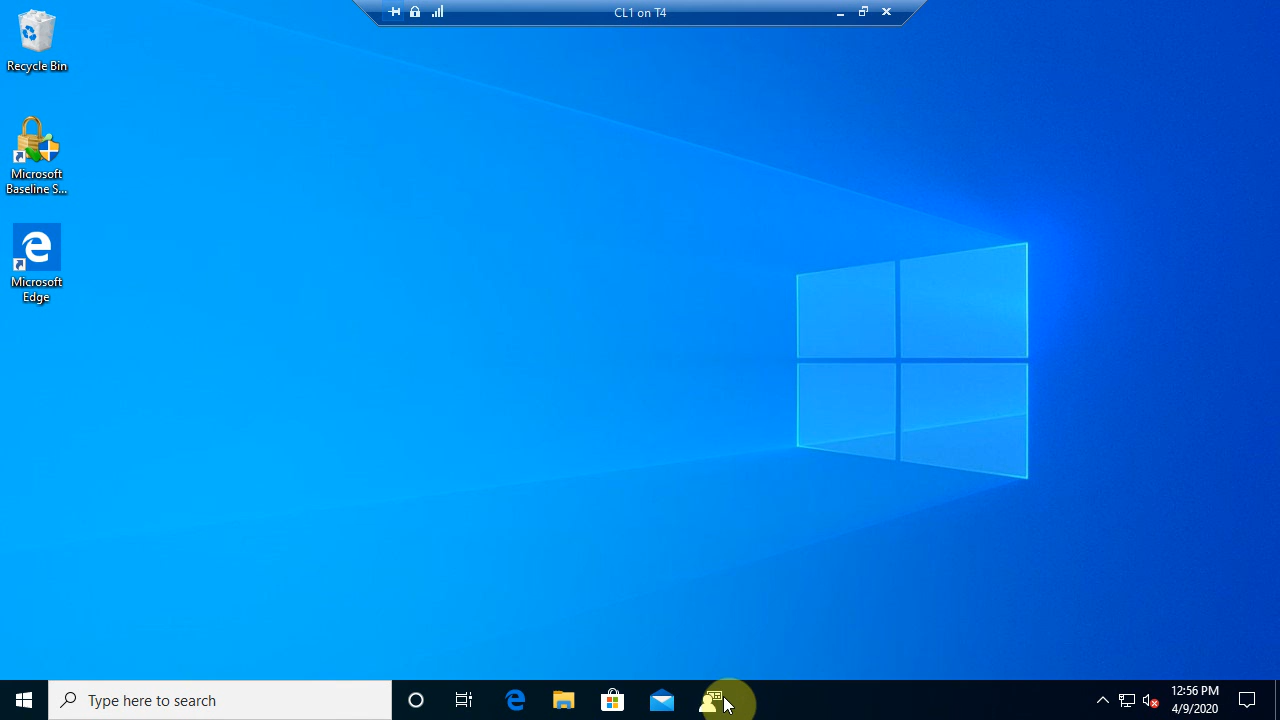 CL1 on T4
Recycle Bin
Microsoft
Baseline S...
Microsoft
Edge
Type here to search
12:56 PM
4/9/2020